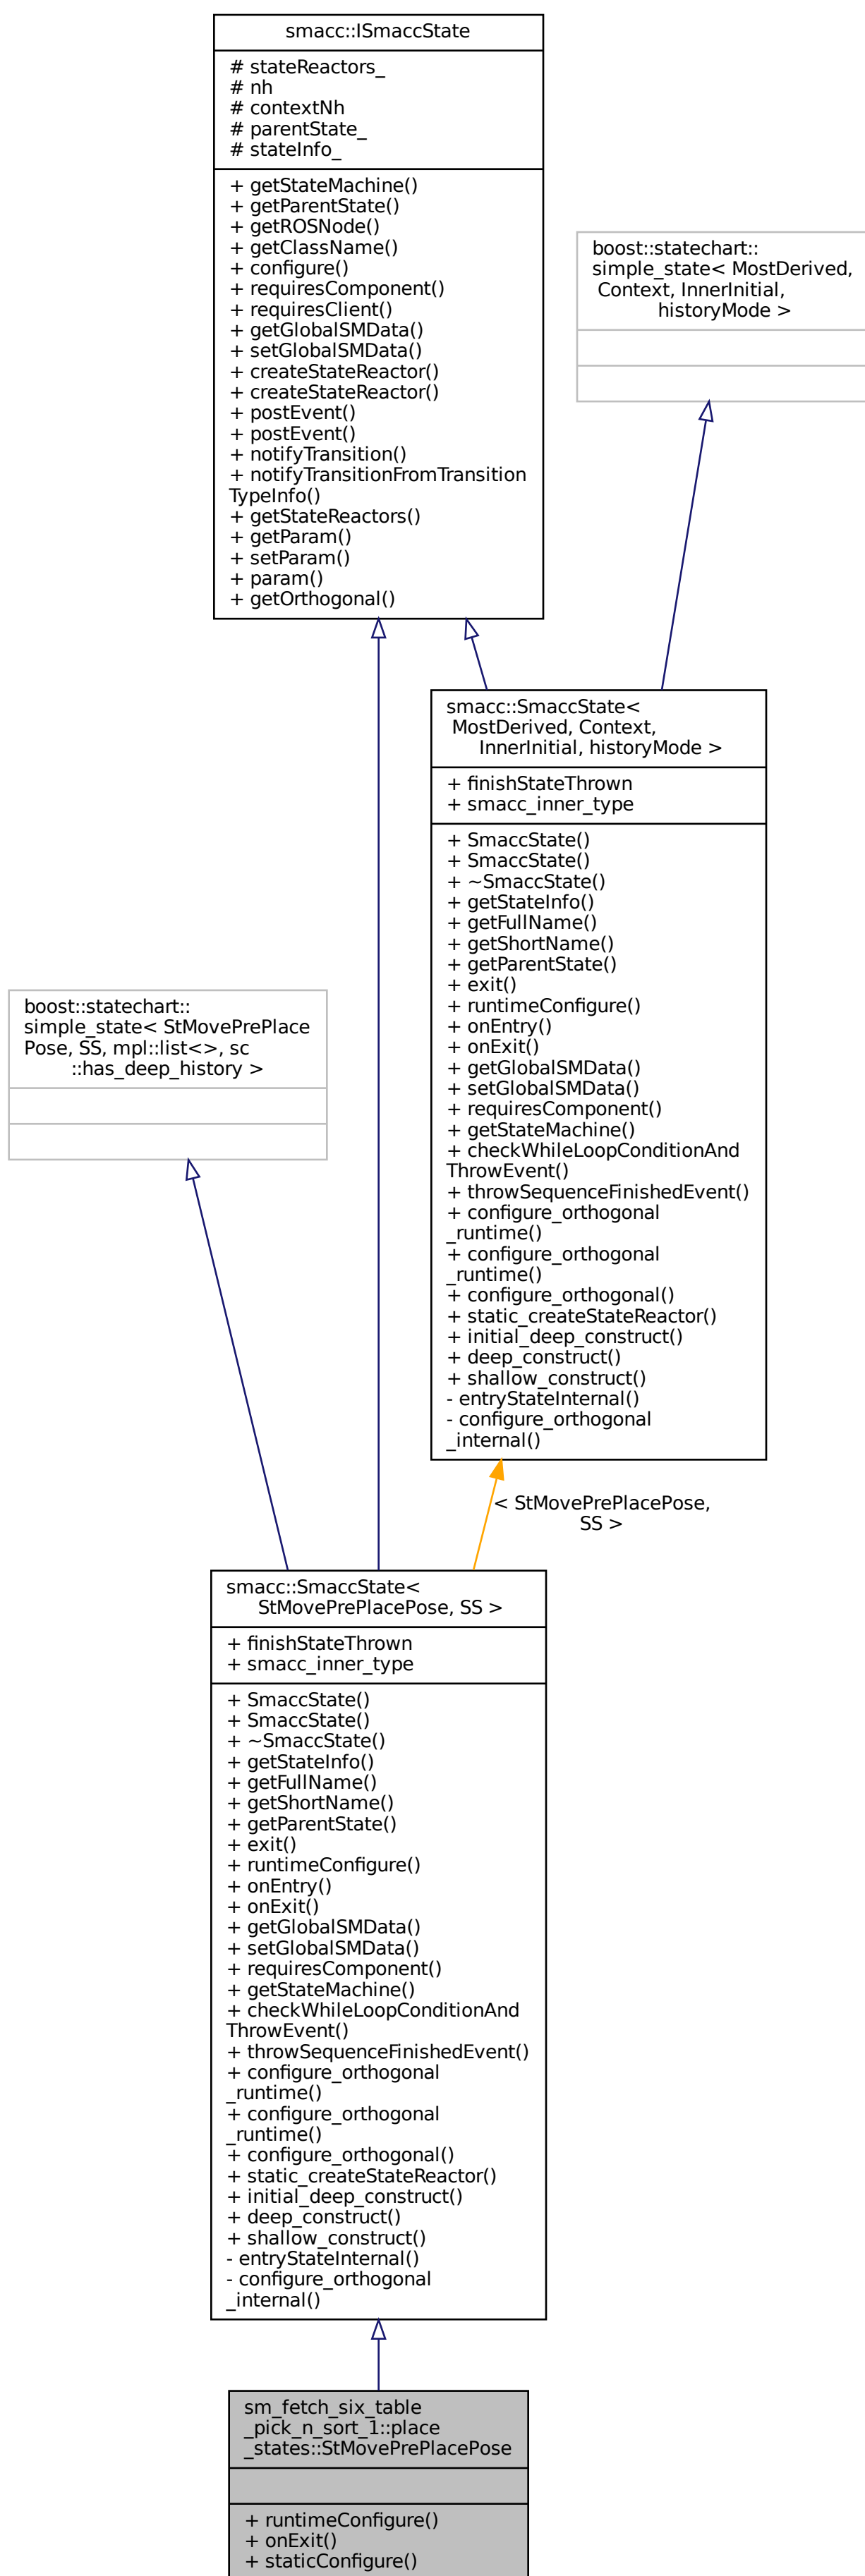 smacc::ISmaccState
# stateReactors_
# nh
# contextNh
# parentState_
# stateInfo_
+ getStateMachine()
+ getParentState()
+ getROSNode()
+ getClassName()
+ configure()
+ requiresComponent()
+ requiresClient()
+ getGlobalSMData()
+ setGlobalSMData()
+ createStateReactor()
+ createStateReactor()
+ postEvent()
+ postEvent()
+ notifyTransition()
+ notifyTransitionFromTransition
TypeInfo()
+ getStateReactors()
+ getParam()
+ setParam()
+ param()
+ getOrthogonal()
boost::statechart::
simple_state< MostDerived,
Context, InnerInitial,
historyMode >
smacc::SmaccState<
MostDerived, Context,
InnerInitial, historyMode >
+ finishStateThrown
+ smacc_inner_type
+ SmaccState()
+ SmaccState()
+ ~SmaccState()
+ getStateInfo()
+ getFullName()
+ getShortName()
+ getParentState()
+ exit()
+ runtimeConfigure()
+ onEntry()
+ onExit()
+ getGlobalSMData()
+ setGlobalSMData()
+ requiresComponent()
+ getStateMachine()
+ checkWhileLoopConditionAnd
ThrowEvent()
+ throwSequenceFinishedEvent()
+ configure_orthogonal
_runtime()
+ configure_orthogonal
_runtime()
+ configure_orthogonal()
+ static_createStateReactor()
+ initial_deep_construct()
+ deep_construct()
+ shallow_construct()
- entryStateInternal()
- configure_orthogonal
_internal()
boost::statechart::
simple_state< StMovePrePlace
Pose, SS, mpl::list<>, sc
::has_deep_history >
< StMovePrePlacePose,
SS >
smacc::SmaccState<
StMovePrePlacePose, SS >
+ finishStateThrown
+ smacc_inner_type
+ SmaccState()
+ SmaccState()
+ ~SmaccState()
+ getStateInfo()
+ getFullName()
+ getShortName()
+ getParentState()
+ exit()
+ runtimeConfigure()
+ onEntry()
+ onExit()
+ getGlobalSMData()
+ setGlobalSMData()
+ requiresComponent()
+ getStateMachine()
+ checkWhileLoopConditionAnd
ThrowEvent()
+ throwSequenceFinishedEvent()
+ configure_orthogonal
_runtime()
+ configure_orthogonal
_runtime()
+ configure_orthogonal()
+ static_createStateReactor()
+ initial_deep_construct()
+ deep_construct()
+ shallow_construct()
- entryStateInternal()
- configure_orthogonal
_internal()
sm_fetch_six_table
_pick_n_sort_1::place
_states::StMovePrePlacePose
+ runtimeConfigure()
+ onExit()
+ staticConfigure()